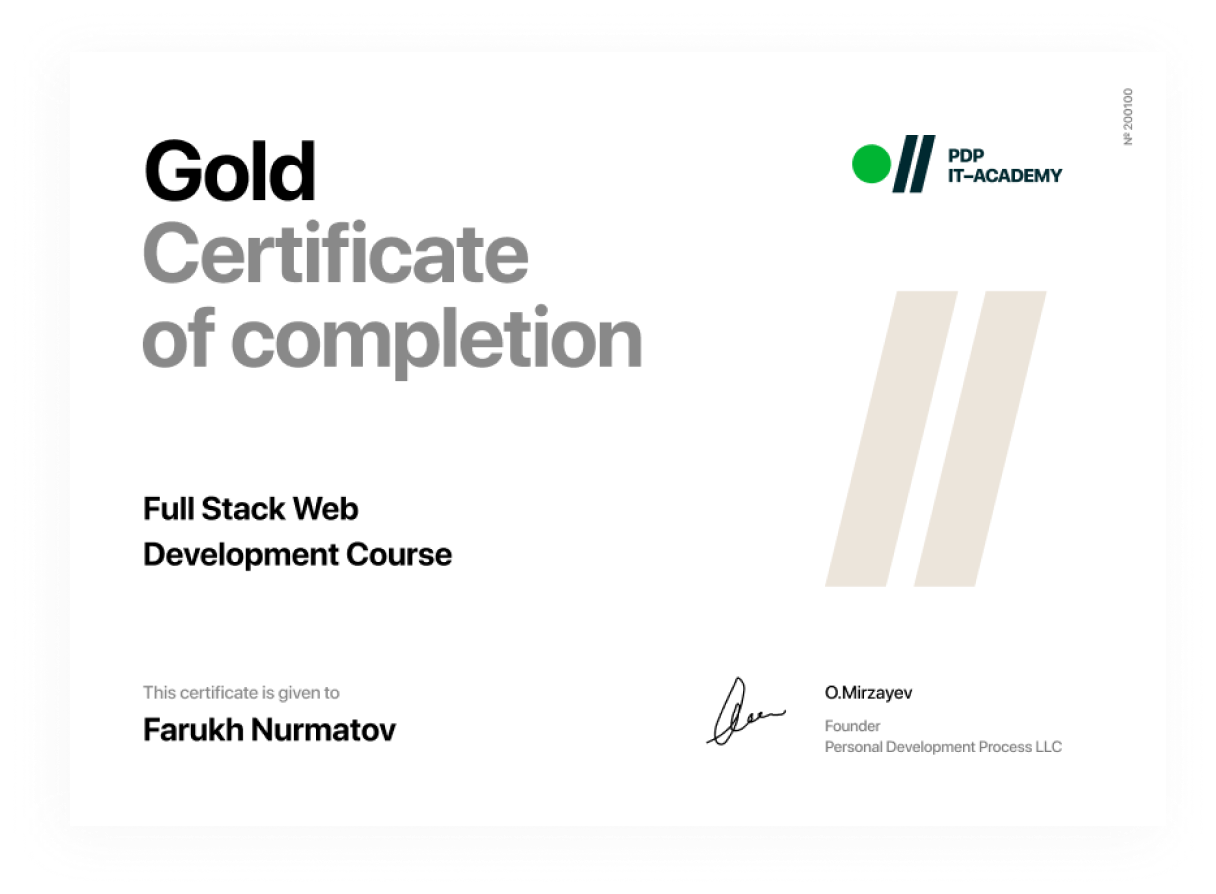 Gold
Certificate
of completion
PDP
IT–ACADEMY
№ 200100
Full Stack Web
Development Course
This certificate is given to
Farukh Nurmatov
O.Mirzayev
Founder
Personal Development Process LLC